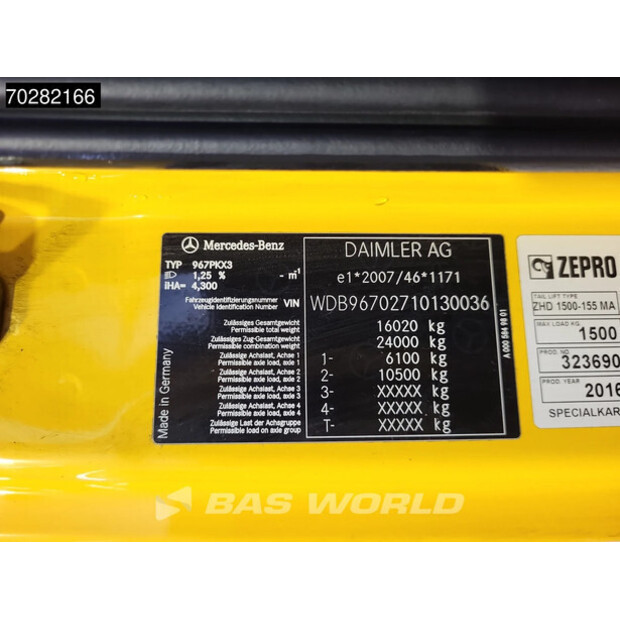 70282166
Mercedes-Benz
DAIMLER AG
TYP 967PKX3
1,25 % - m⁻¹
IHA= 4,300
e1*2007/46*1171
Fahrzeugidentifizierungsnummer
Vehicle Identification Number VIN WDB96702710130036
Zulässiges Gesamtgewicht
Permissible total weight 16020 kg
Zulässiges Zug-Gesamtgewicht
Permissible combination weight 24000 kg
Zulässige Achslast, Achse 1
Permissible axle load, axle 1 1- 6100 kg
Zulässige Achslast, Achse 2
Permissible axle load, axle 2 2- 10500 kg
Zulässige Achslast, Achse 3
Permissible axle load, axle 3 3- XXXXX kg
Zulässige Achslast, Achse 4
Permissible axle load, axle 4 4- XXXXX kg
Zulässige Last der Achsgruppe
Permissible load on axle group T- XXXXX kg
Made in Germany
A 000 584 98 01
ZEPRO
TAIL LIFT TYPE
ZHD 1500-155 MA
MAX LOAD KG.
1500
PROD. NO
323690
PROD. YEAR
2016
SPECIALKAR
BAS WORLD